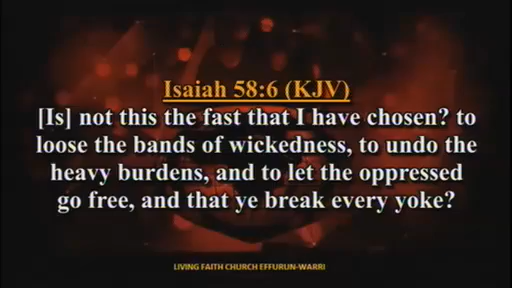 Isaiah 58:6 (KJV)
[Is] not this the fast that I have chosen? to
loose the bands of wickedness, to undo the
heavy burdens, and to let the oppressed
go free, and that ye break every yoke?
LIVING FAITH CHURCH EFFURUN-WARRI